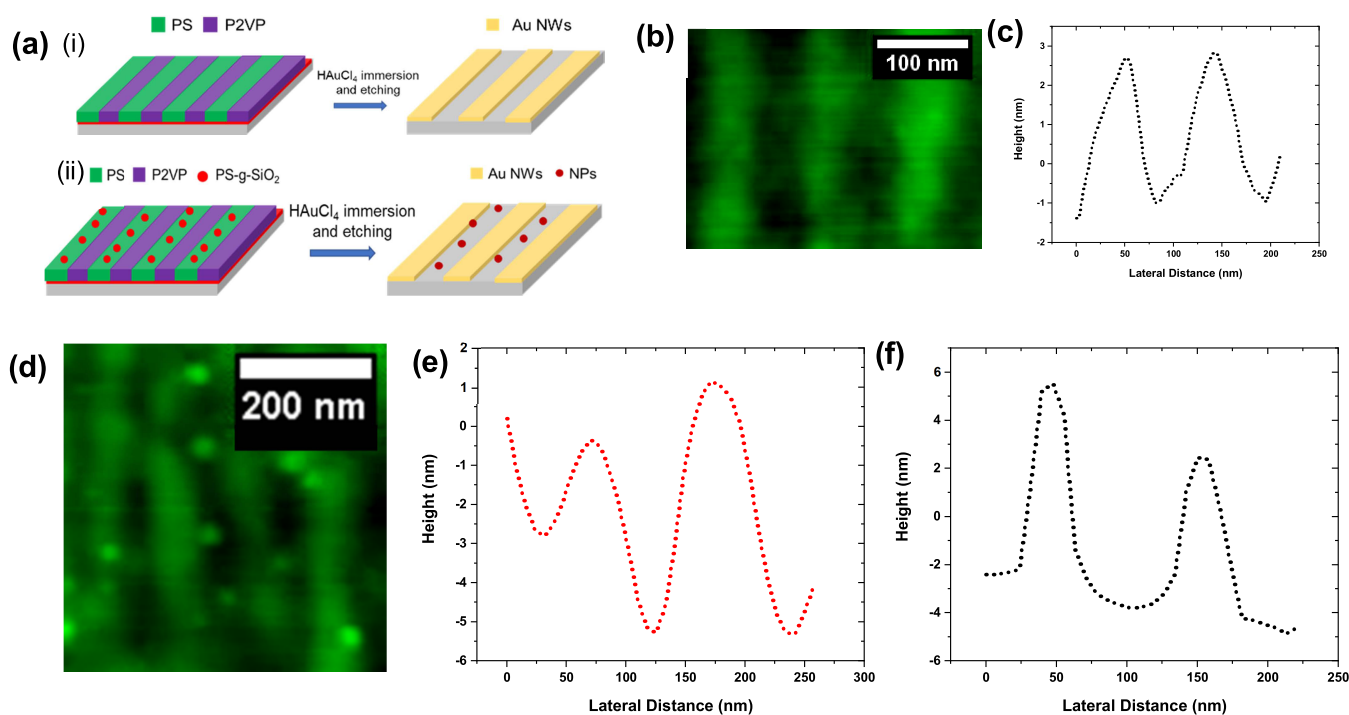 (a) (i)
PS P2VP
Au NWs
HAuCl4 immersion
and etching
(ii)
PS P2VP PS-g-SiO2
Au NWs NPs
HAuCl4 immersion
and etching
(b)
100 nm
(c)
3
2
1
0
-1
-2
0 50 100 150 200 250
Height (nm)
Lateral Distance (nm)
(d)
200 nm
(e)
2
1
0
-1
-2
-3
-4
-5
-6
0 50 100 150 200 250 300
Height (nm)
Lateral Distance (nm)
(f)
6
4
2
0
-2
-4
-6
0 50 100 150 200 250
Height (nm)
Lateral Distance (nm)